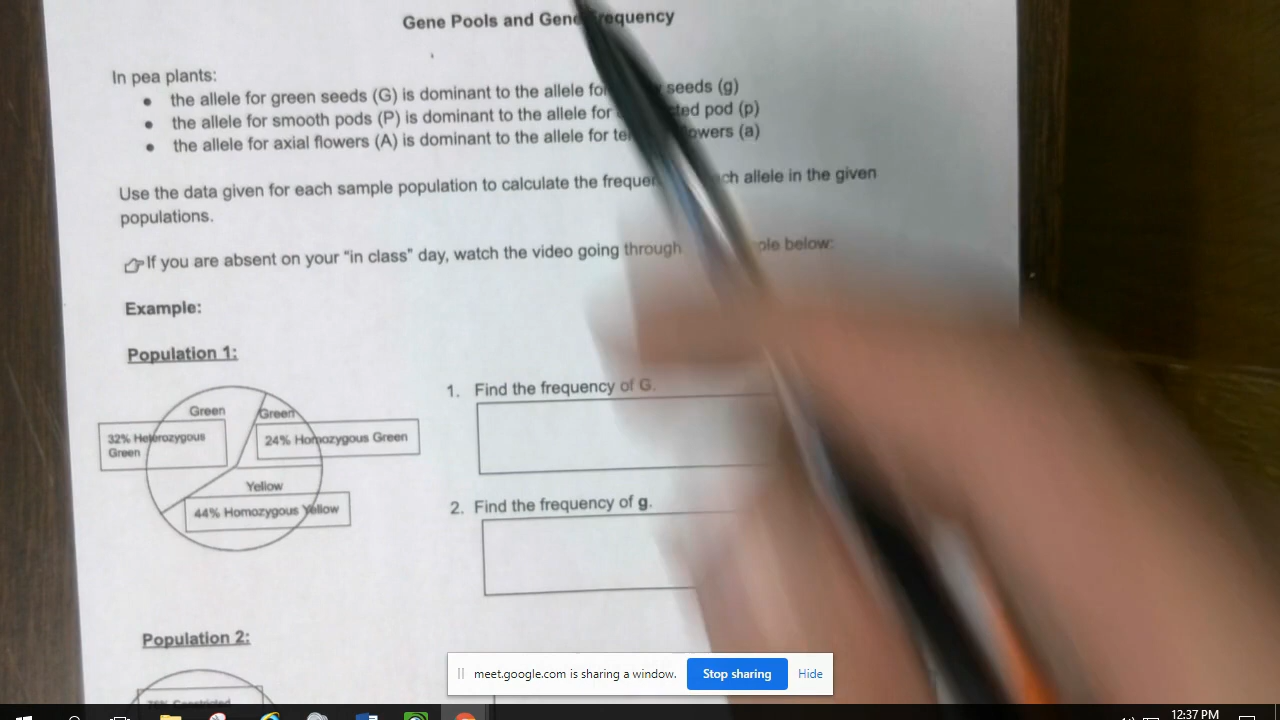 Gene Pools and Gene Frequency
In pea plants:
• the allele for green seeds (G) is dominant to the allele for seeds (g)
• the allele for smooth pods (P) is dominant to the allele for pod (p)
• the allele for axial flowers (A) is dominant to the allele for flowers (a)
Use the data given for each sample population to calculate the frequency each allele in the given
populations.
If you are absent on your “in class” day, watch the video going through below:
Example:
Population 1:
Green
Green
32% Heterozygous
Green
24% Homozygous Green
Yellow
44% Homozygous Yellow
1. Find the frequency of G.
2. Find the frequency of g.
Population 2:
meet.google.com is sharing a window.
Stop sharing
Hide
12:37 PM